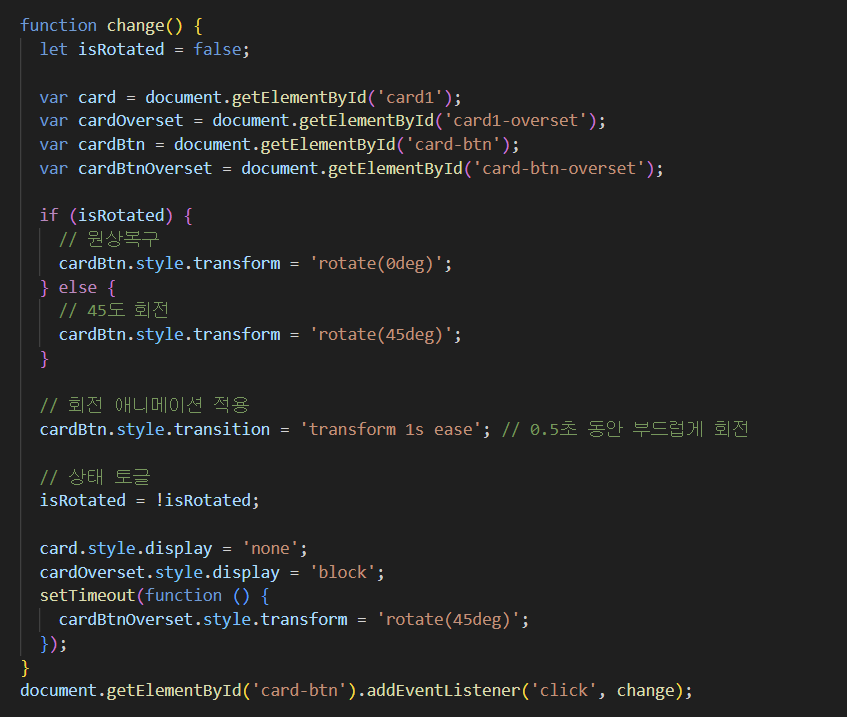 function change() {
  let isRotated = false;

  var card = document.getElementById('card1');
  var cardOverset = document.getElementById('card1-overset');
  var cardBtn = document.getElementById('card-btn');
  var cardBtnOverset = document.getElementById('card-btn-overset');

  if (isRotated) {
    // 원상복구
    cardBtn.style.transform = 'rotate(0deg)';
  } else {
    // 45도 회전
    cardBtn.style.transform = 'rotate(45deg)';
  }

  // 회전 애니메이션 적용
  cardBtn.style.transition = 'transform 1s ease'; // 0.5초 동안 부드럽게 회전

  // 상태 토글
  isRotated = !isRotated;

  card.style.display = 'none';
  cardOverset.style.display = 'block';
  setTimeout(function () {
    cardBtnOverset.style.transform = 'rotate(45deg)';
  });
}
document.getElementById('card-btn').addEventListener('click', change);